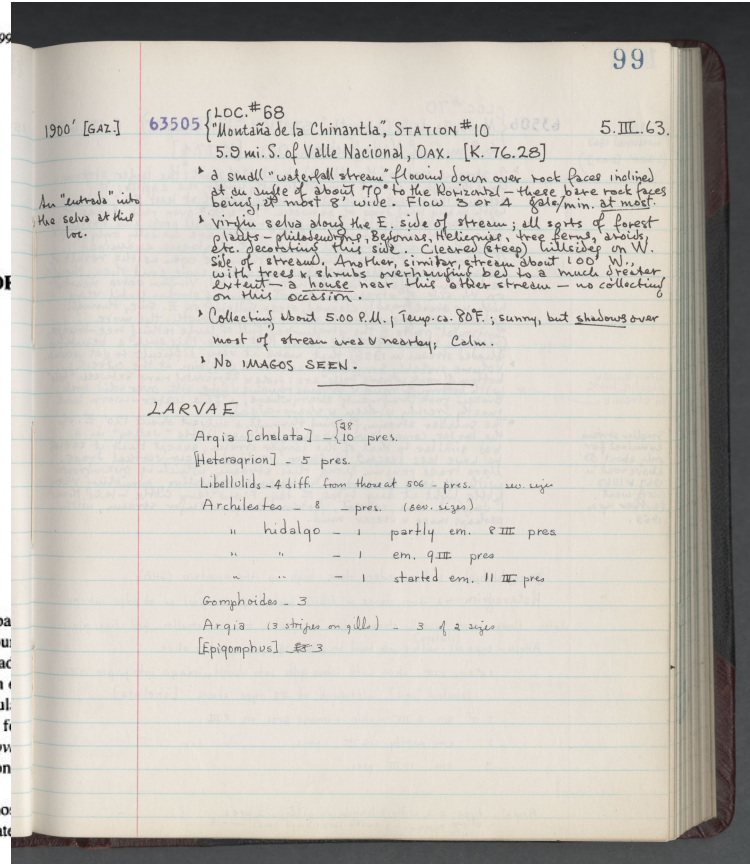 99
LOC. #68
1900' [GAZ.] 63505 "Montaña de la Chinantla", STATION #10 5.III.63.
5.9 mi. S. of Valle Nacional, OAX. [K. 76.28]
An "entrada" into
the selva at this
loc.
a small "waterfall stream" flowing down over rock faces inclined
at an angle of about 70° to the horizontal – these bare rock faces
being, at most 8' wide. Flow 3 or 4 gals/min. at most.
Virgin selva along the E. side of stream; all sorts of forest
plants – philodendrons, Begonias, Heliconias, tree ferns, aroids,
etc. decorating this side. Cleared (steep) hillsides on W.
side of stream. Another, similar, stream about 100' W.,
with trees & shrubs overhanging bed to a much greater
extent – a house near this other stream – no collecting
on this occasion.
Collecting about 5.00 P.M.; Temp. ca. 80°F.; sunny, but shadows over
most of stream area & nearby; Calm.
NO IMAGOS SEEN.
LARVAE
Argia [chelata] – 10 pres.
[Heteragrion] – 5 pres.
Libellulids – 4 diff. from those at 506 – pres. sev. sizes
Archilestes – 8 – pres. (sev. sizes)
" hidalgo – 1 partly em. 8 III pres
" " – 1 em. 9 III pres
" " – 1 started em. 11 III pres
Gomphoides – 3
Argia (3 stripes on gills) – 3 of 2 sizes
[Epigomphus] 3